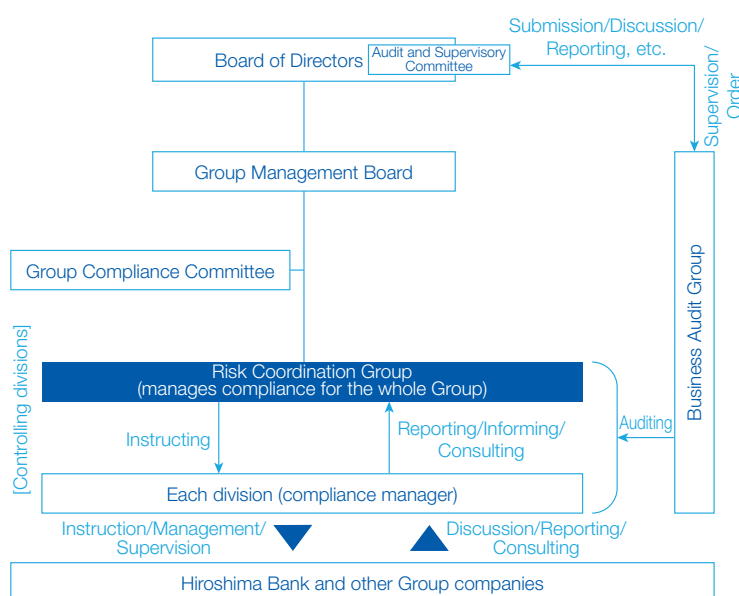 Submission/Discussion/
Reporting, etc.
Board of Directors
Audit and Supervisory
Committee
Supervision/
Order
Group Management Board
Group Compliance Committee
Business Audit Group
[Controlling divisions]
Risk Coordination Group
(manages compliance for the whole Group)
Instructing
Reporting/Informing/
Consulting
Auditing
Each division (compliance manager)
Instruction/Management/
Supervision
Discussion/Reporting/
Consulting
Hiroshima Bank and other Group companies